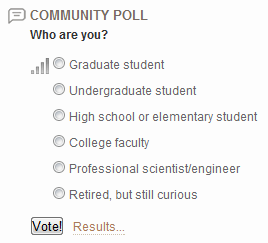 COMMUNITY POLL
Who are you?
Graduate student
Undergraduate student
High school or elementary student
College faculty
Professional scientist/engineer
Retired, but still curious
Vote! Results...